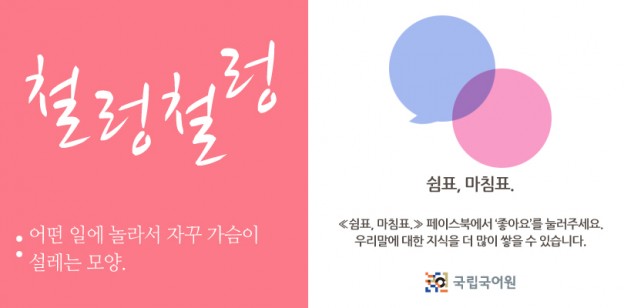 철렁철렁
: 어떤 일에 놀라서 자꾸 가슴이
설레는 모양.
쉼표, 마침표.
≪쉼표, 마침표.≫ 페이스북에서 '좋아요'를 눌러주세요.
우리말에 대한 지식을 더 많이 쌓을 수 있습니다.
국립국어원